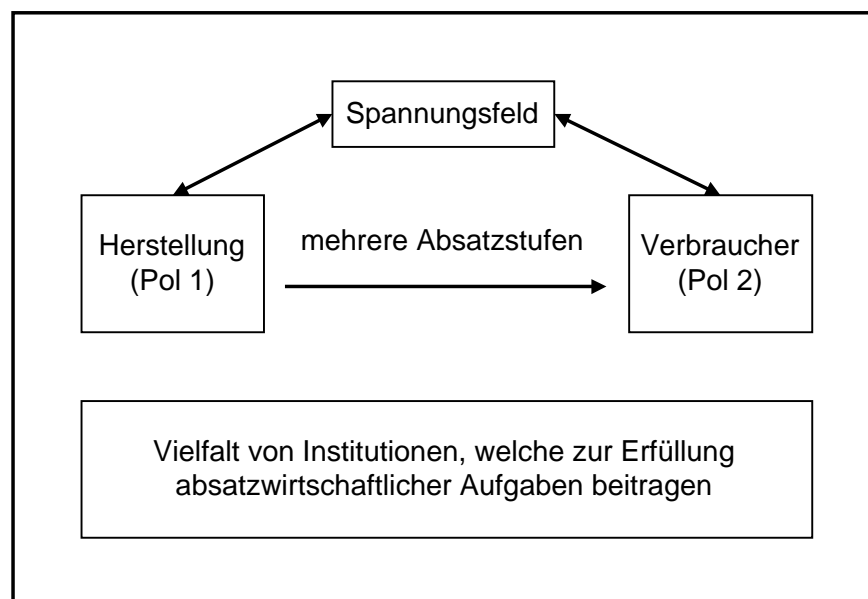 Spannungsfeld
Herstellung
(Pol 1)
mehrere Absatzstufen
Verbraucher
(Pol 2)
Vielfalt von Institutionen, welche zur Erfüllung
absatzwirtschaftlicher Aufgaben beitragen